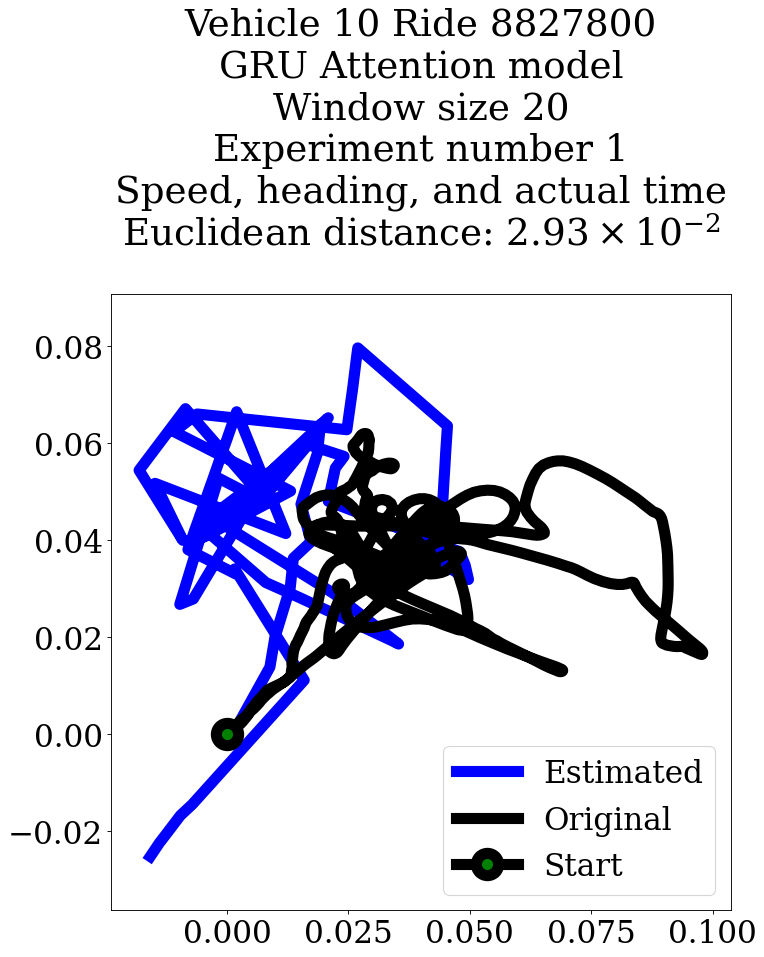 Vehicle 10 Ride 8827800
GRU Attention model
Window size 20
Experiment number 1
Speed, heading, and actual time
Euclidean distance: 2.93 × 10⁻²
0.08
0.06
0.04
0.02
0.00
−0.02
Estimated
Original
Start
0.000 0.025 0.050 0.075 0.100